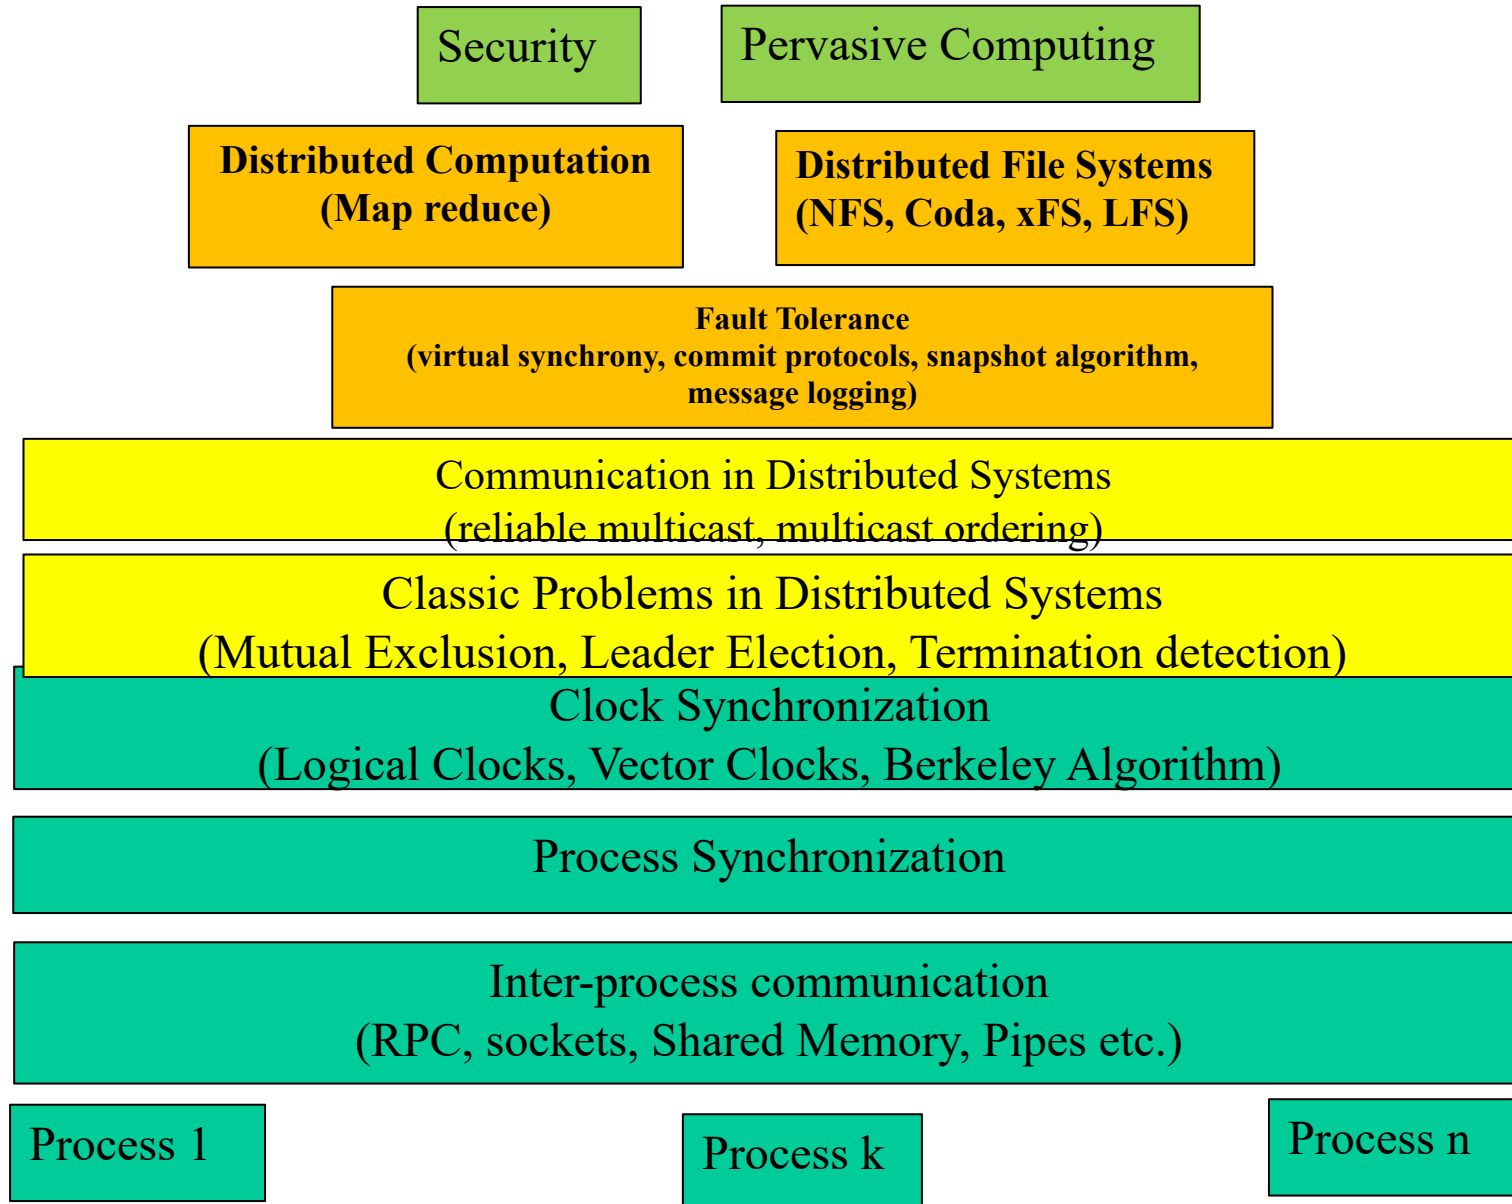 Security
Pervasive Computing
Distributed Computation
(Map reduce)
Distributed File Systems
(NFS, Coda, xFS, LFS)
Fault Tolerance
(virtual synchrony, commit protocols, snapshot algorithm,
message logging)
Communication in Distributed Systems
(reliable multicast, multicast ordering)
Classic Problems in Distributed Systems
(Mutual Exclusion, Leader Election, Termination detection)
Clock Synchronization
(Logical Clocks, Vector Clocks, Berkeley Algorithm)
Process Synchronization
Inter-process communication
(RPC, sockets, Shared Memory, Pipes etc.)
Process 1
Process k
Process n